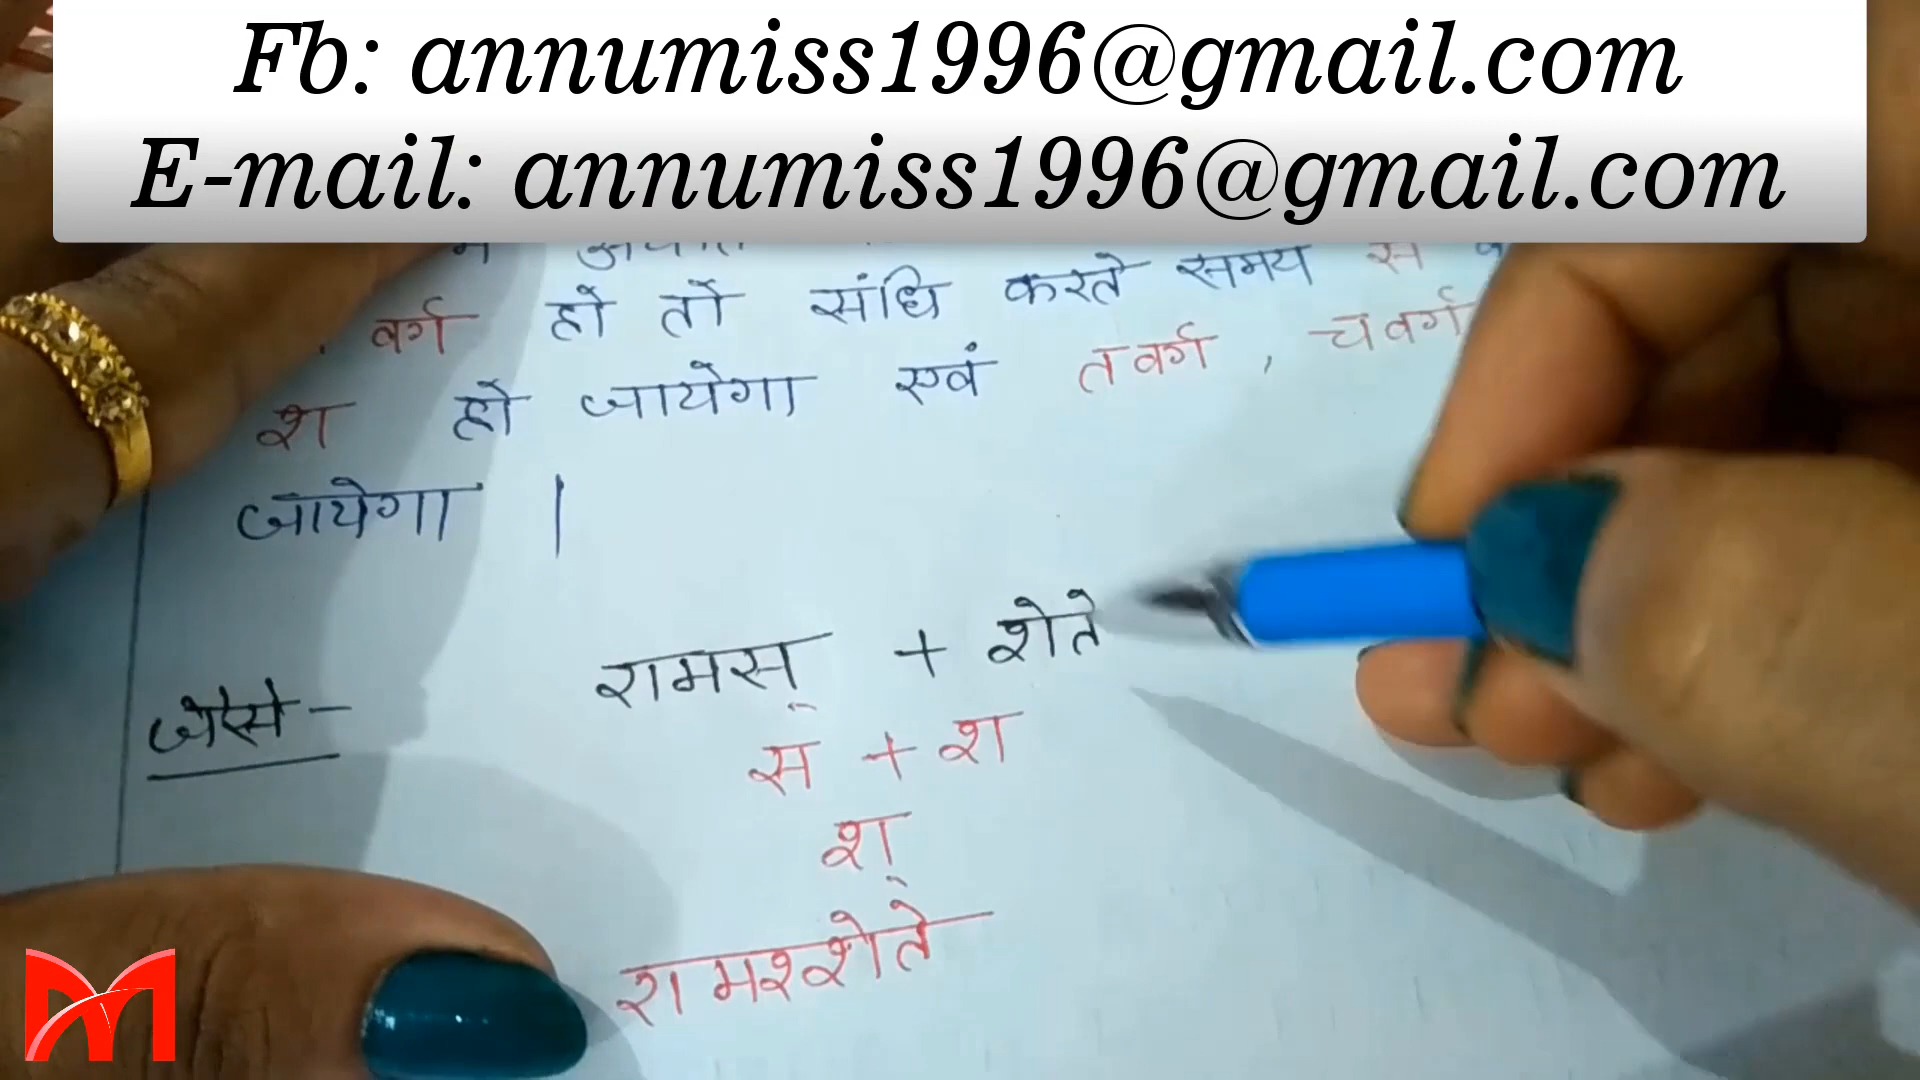 Fb: annumiss1996@gmail.com
E-mail: annumiss1996@gmail.com
वर्ग हो तो संधि करते समय स
श हो जायेगा एवं तवर्ग , चवर्ग
जायेगा |
जैसे - रामस् + शेते
स + श
श्
रामश्शेते